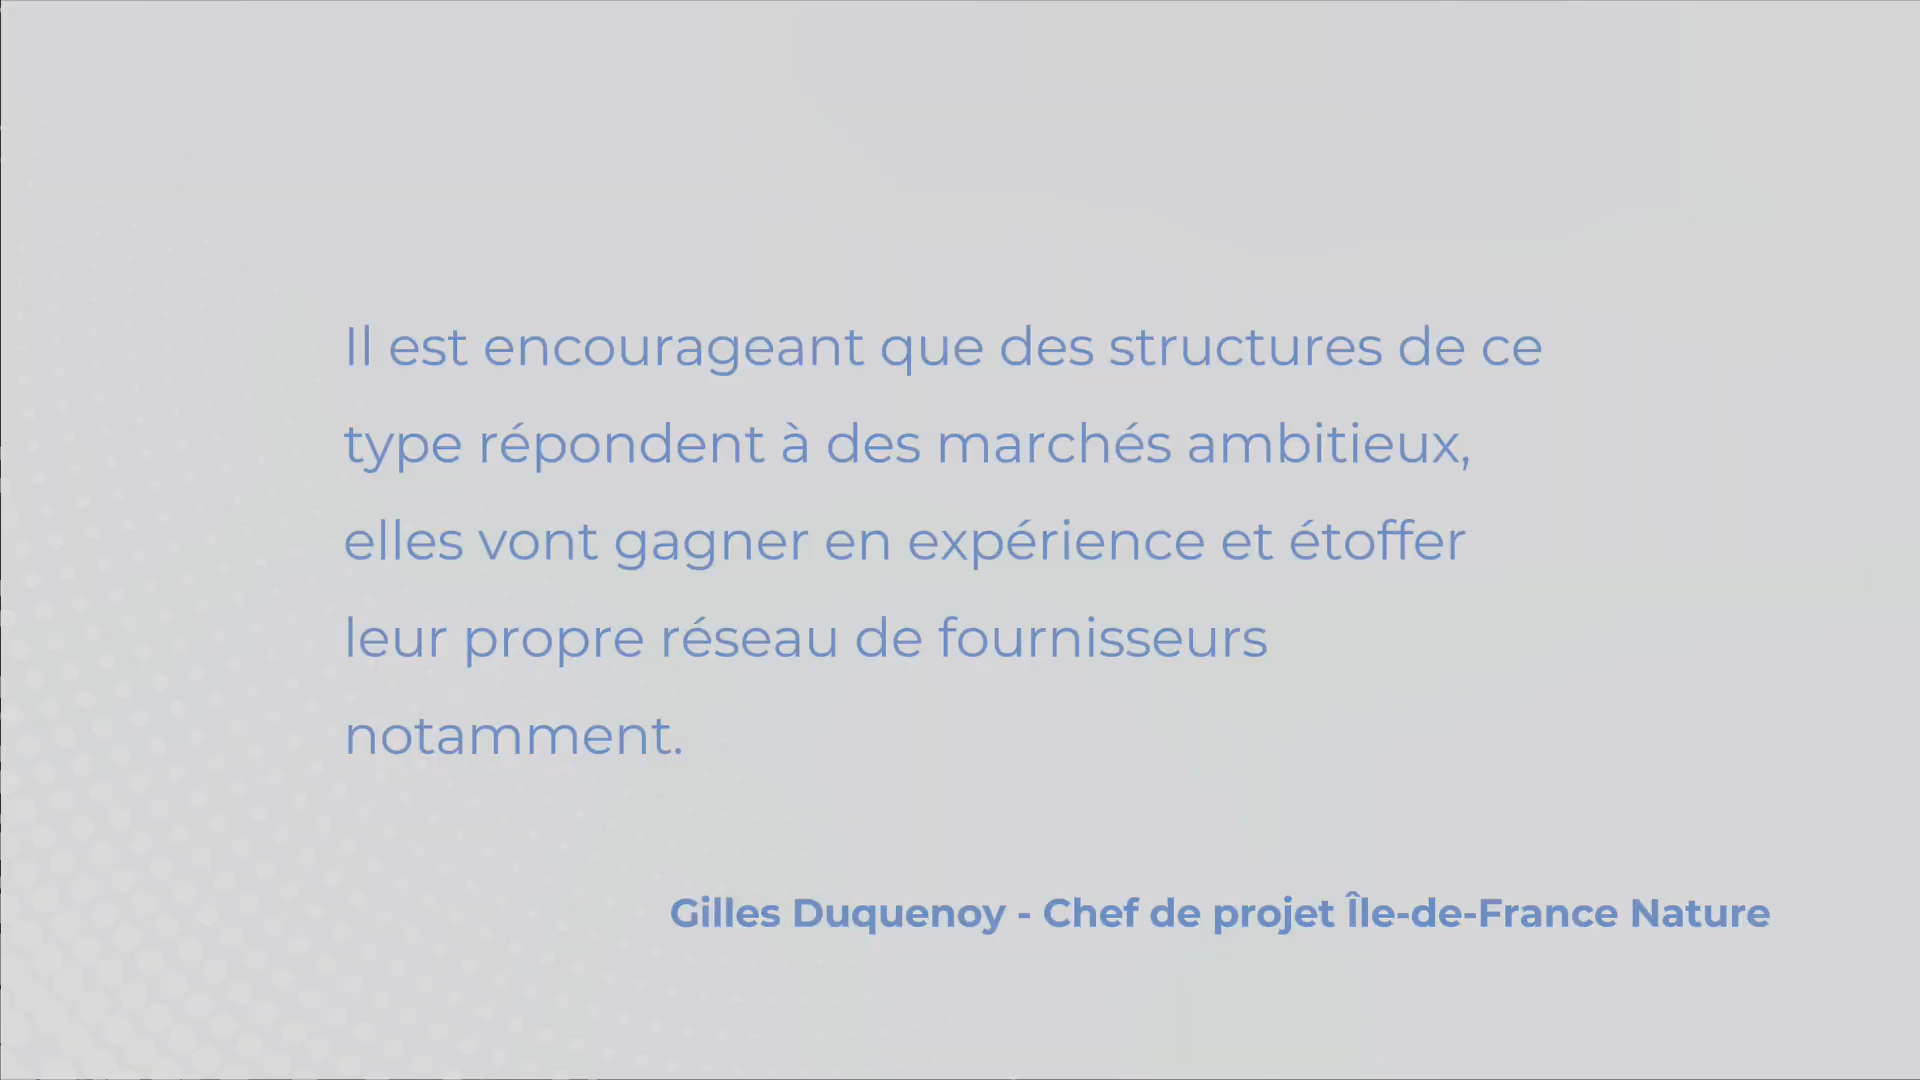 Il est encourageant que des structures de ce
type répondent à des marchés ambitieux,
elles vont gagner en expérience et étoffer
leur propre réseau de fournisseurs
notamment.
Gilles Duquenoy - Chef de projet Île-de-France Nature